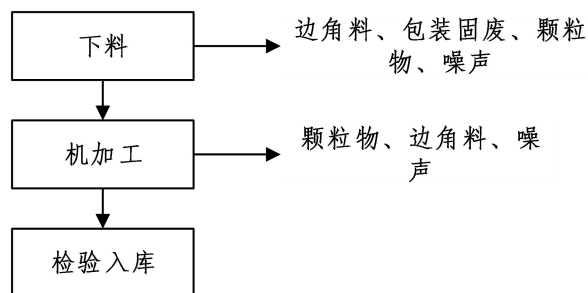 下料
边角料、包装固废、颗粒
物、噪声
机加工
颗粒物、边角料、噪
声
检验入库